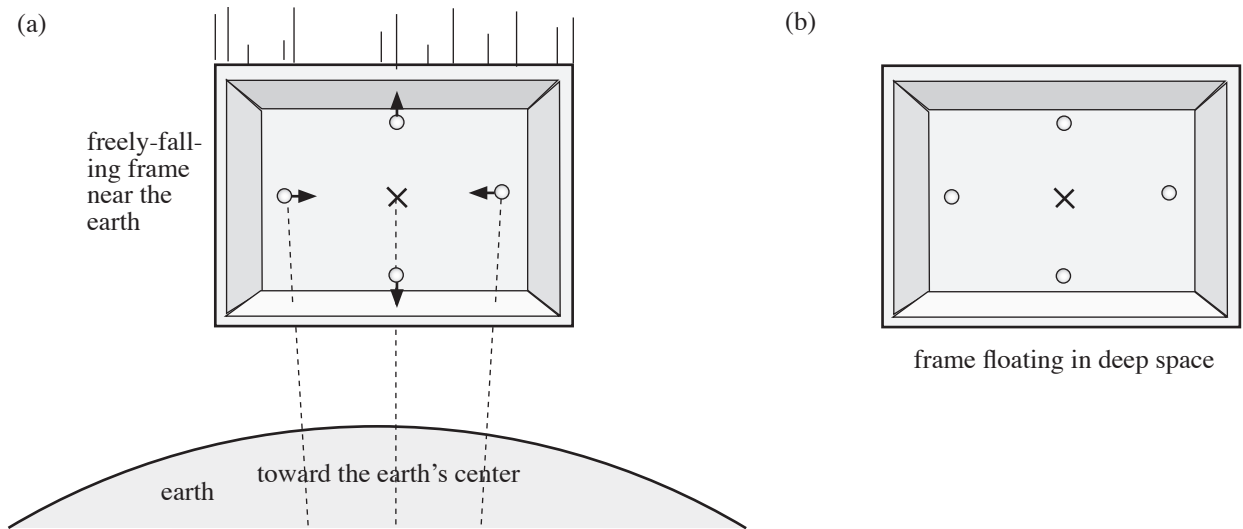 (a)
(b)
freely-fall-
ing frame
near the
earth
frame floating in deep space
toward the earth's center
earth